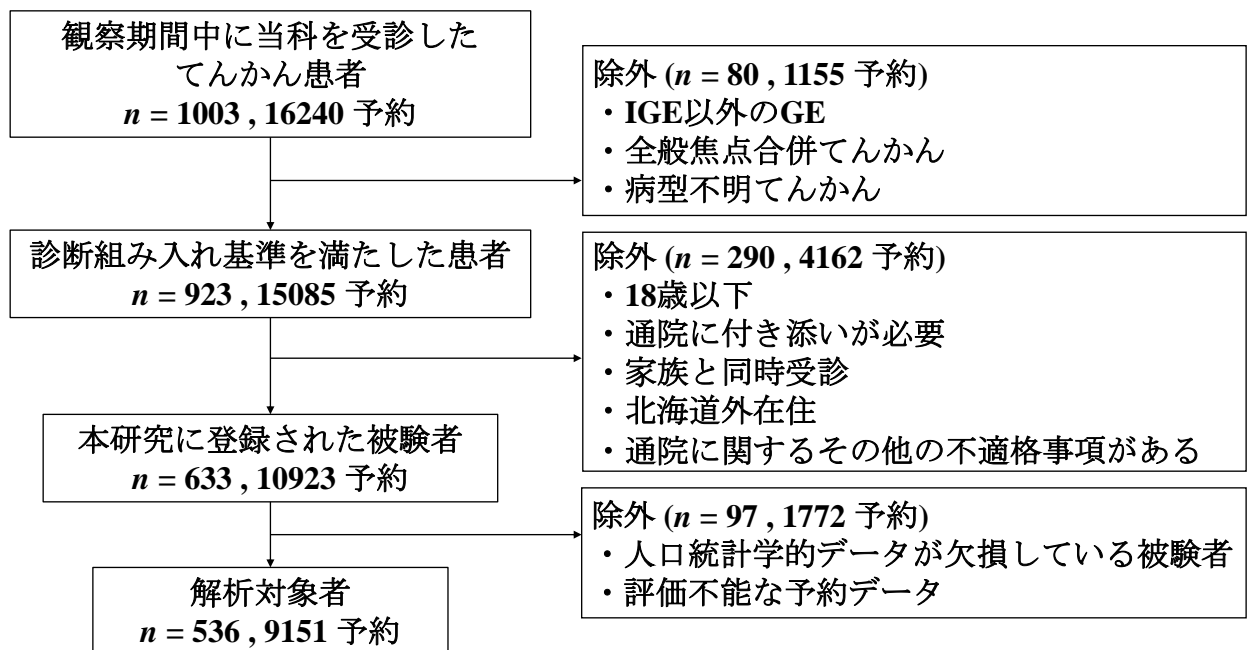 観察期間中に当科を受診した
てんかん患者
n = 1003 , 16240 予約
除外 (n = 80 , 1155 予約)
・IGE以外のGE
・全般焦点合併てんかん
・病型不明てんかん
診断組み入れ基準を満たした患者
n = 923 , 15085 予約
除外 (n = 290 , 4162 予約)
・18歳以下
・通院に付き添いが必要
・家族と同時受診
・北海道外在住
・通院に関するその他の不適格事項がある
本研究に登録された被験者
n = 633 , 10923 予約
除外 (n = 97 , 1772 予約)
・人口統計学的データが欠損している被験者
・評価不能な予約データ
解析対象者
n = 536 , 9151 予約